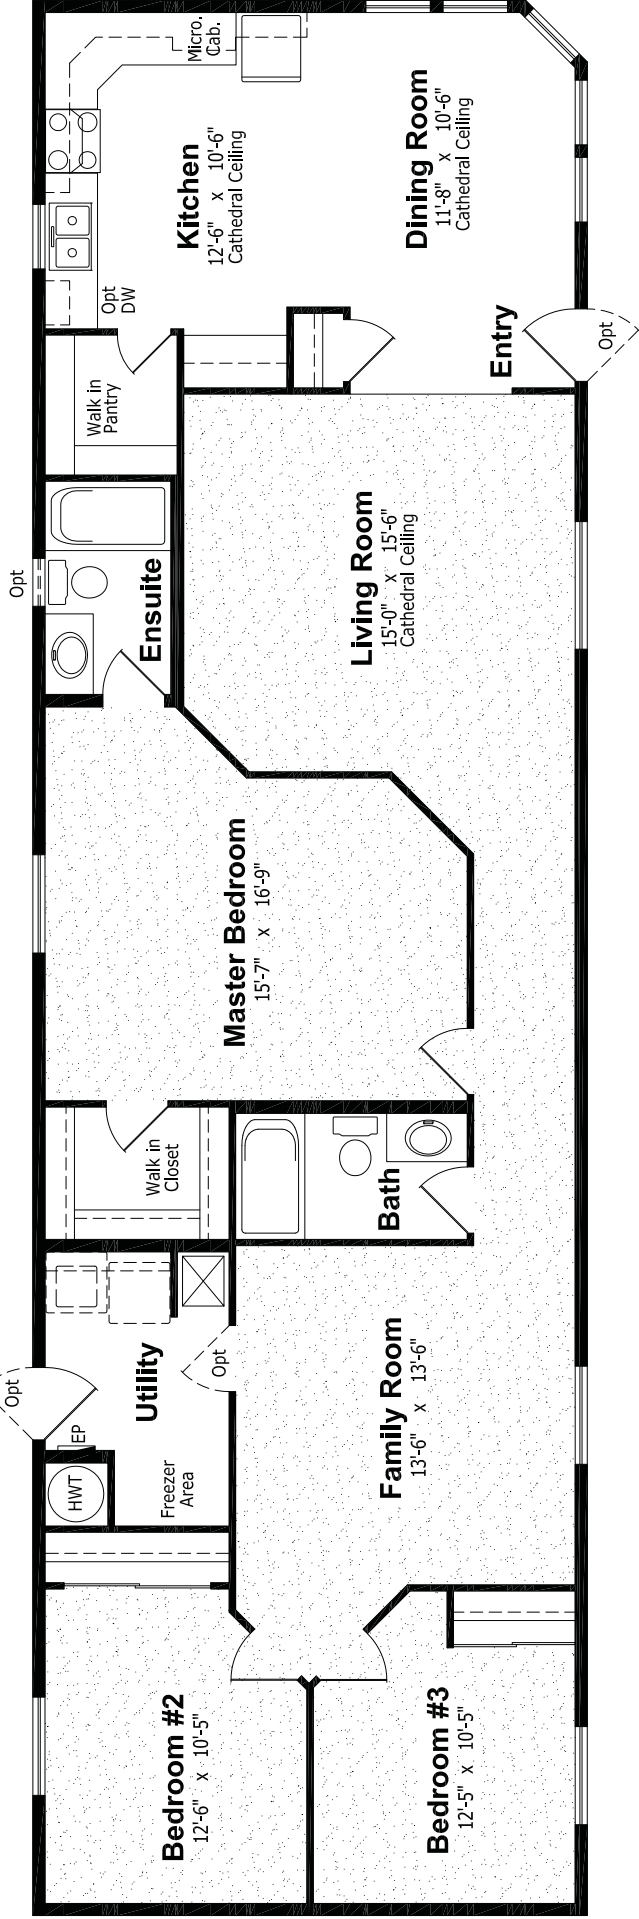 Micro.
Cab.
Kitchen
12'-6" x 10'-6"
Cathedral Ceiling
Dining Room
11'-8" x 10'-6"
Cathedral Ceiling
Opt
DW
Entry
Opt
Walk in
Pantry
Opt
Ensuite
Living Room
15'-0" x 15'-6"
Cathedral Ceiling
Master Bedroom
15'-7" x 16'-9"
Walk in
Closet
Bath
Opt
Utility
Opt
EP
HWT
Freezer
Area
Family Room
13'-6" x 13'-6"
Bedroom #2
12'-6" x 10'-5"
Bedroom #3
12'-5" x 10'-5"